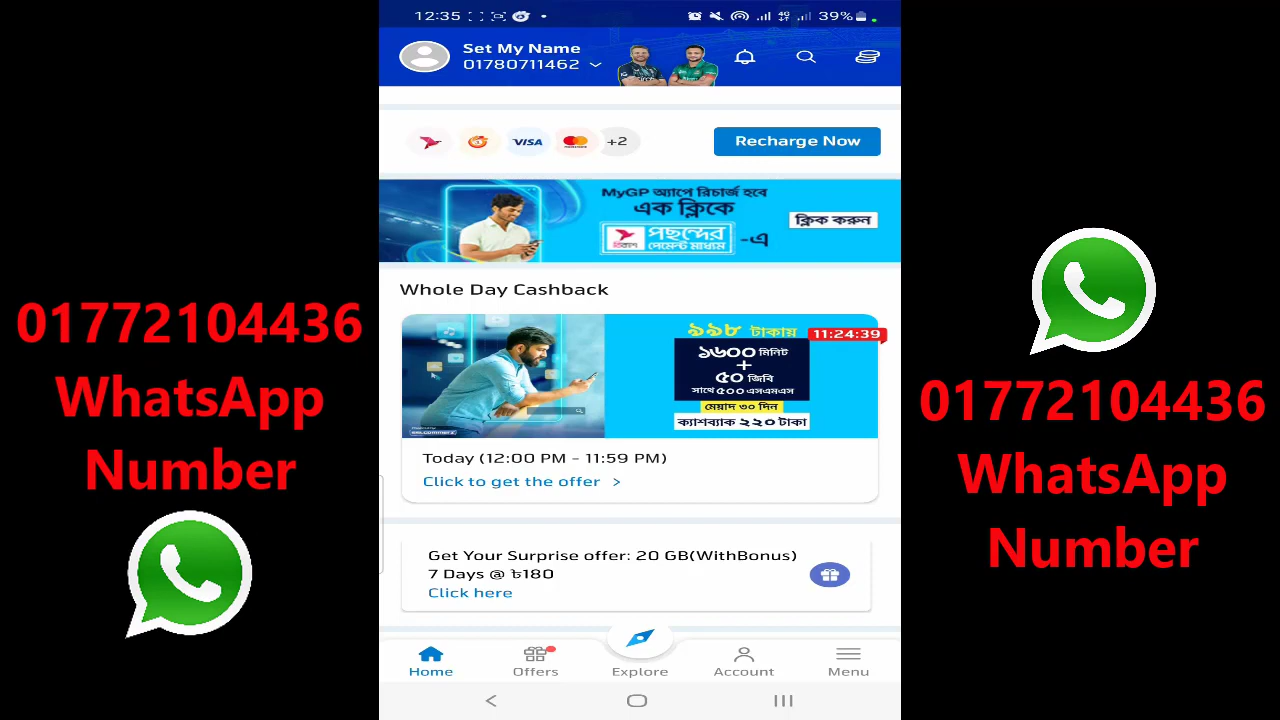 12:35
4G
39%
Set My Name
01780711462
VISA
+2
Recharge Now
MyGP অ্যাপে রিচার্জ হবে
এক ক্লিকে
বিকাশ
পছন্দের
পেমেন্ট মাধ্যম
-এ
ক্লিক করুন
Whole Day Cashback
৯৯৮ টাকায়
11:24:39
১৬০০ মিনিট
+
৫০ জিবি
সাথে ৫০০ এসএমএস
মেয়াদ ৩০ দিন
ক্যাশব্যাক ২২০ টাকা
Today (12:00 PM - 11:59 PM)
Click to get the offer >
Get Your Surprise offer: 20 GB(WithBonus)
7 Days @ ৳180
Click here
Home
Offers
Explore
Account
Menu
01772104436
WhatsApp
Number
01772104436
WhatsApp
Number